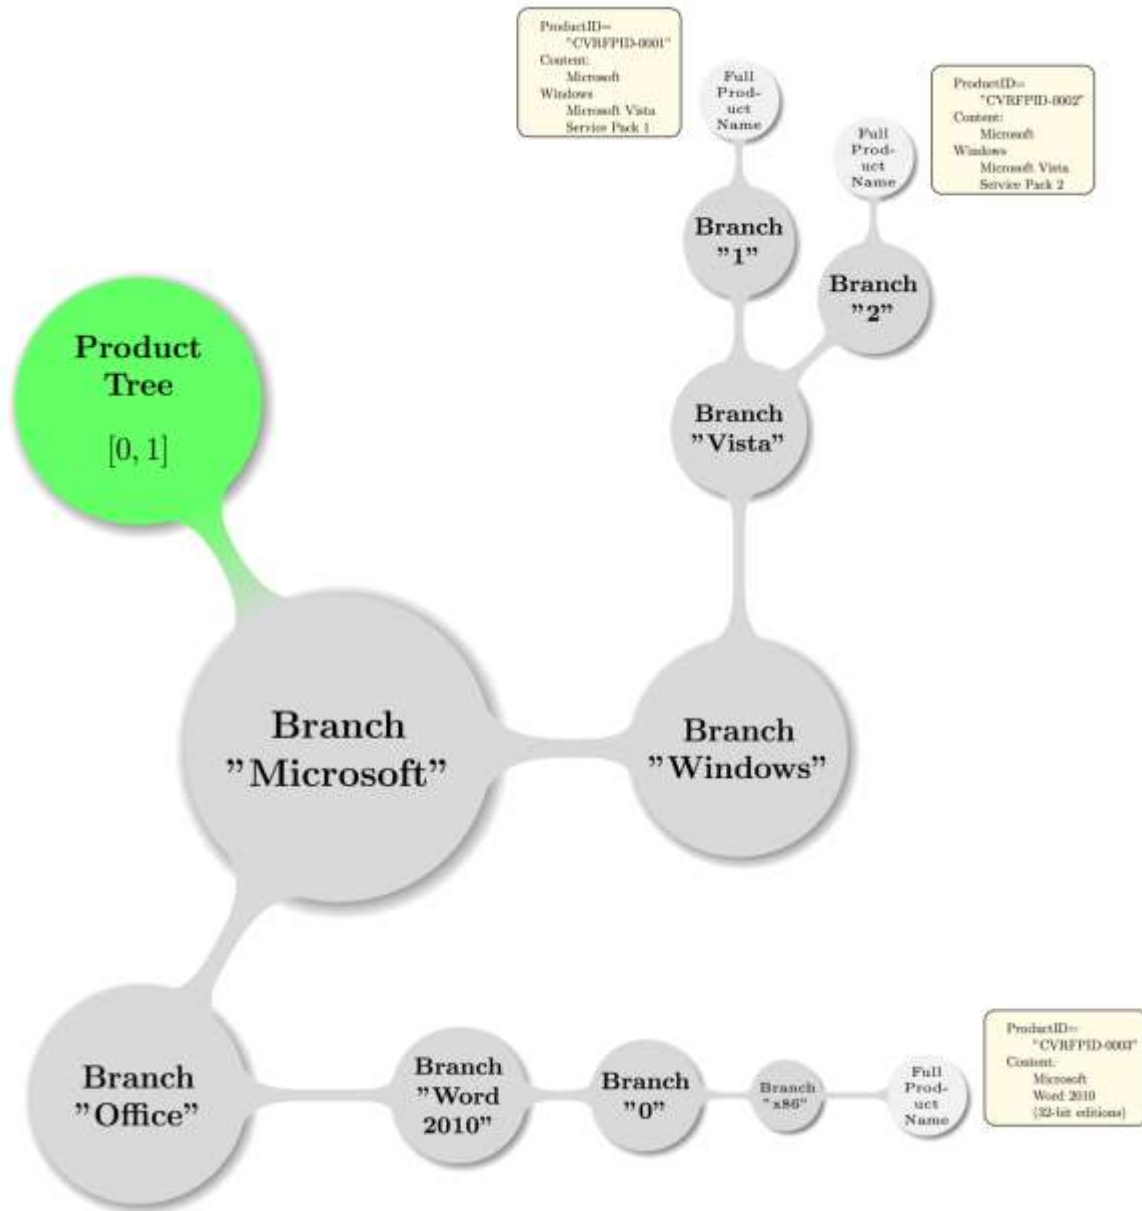 ProductID=
"CVRFPID-0001"
Content:
Microsoft
Windows
Microsoft Vista
Service Pack 1
Full
Prod-
uct
Name
ProductID=
"CVRFPID-0002"
Content:
Microsoft
Windows
Microsoft Vista
Service Pack 2
Full
Prod-
uct
Name
Branch
"1"
Branch
"2"
Product
Tree
[0, 1]
Branch
"Vista"
Branch
"Microsoft"
Branch
"Windows"
Branch
"Office"
Branch
"Word
2010"
Branch
"0"
Branch
"x86"
Full
Prod-
uct
Name
ProductID=
"CVRFPID-0003"
Content:
Microsoft
Word 2010
(32-bit editions)